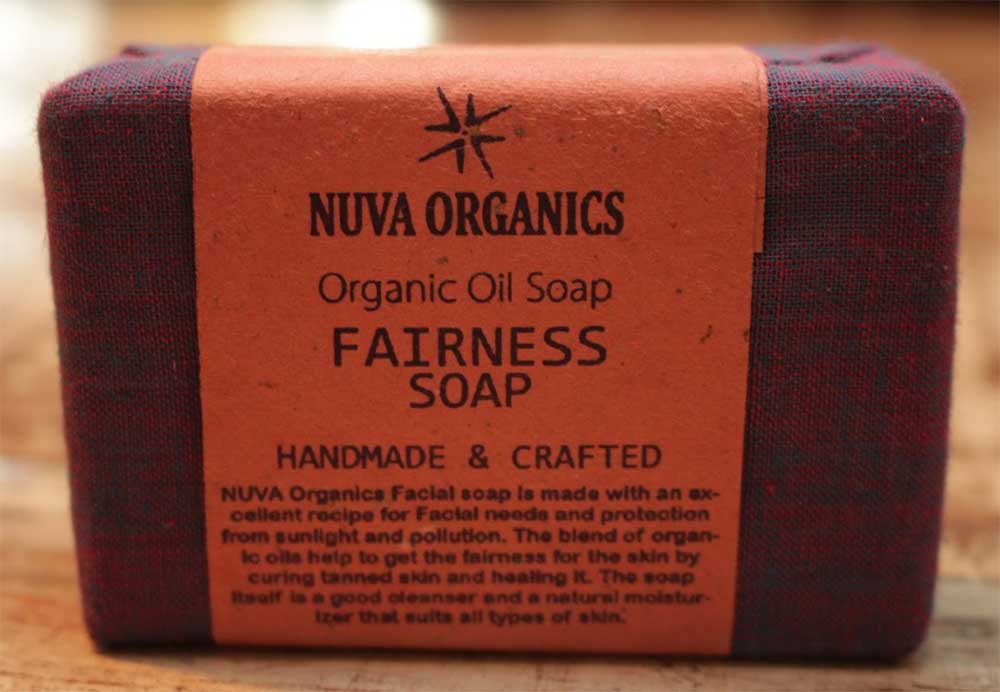 NUVA ORGANICS
Organic Oil Soap
FAIRNESS
SOAP
HANDMADE & CRAFTED
NUVA Organics Facial soap is made with an ex-
cellent recipe for Facial needs and protection
from sunlight and pollution. The blend of organ-
ic oils help to get the fairness for the skin by
curing tanned skin and healing it. The soap
itself is a good cleanser and a natural moistur-
izer that suits all types of skin.